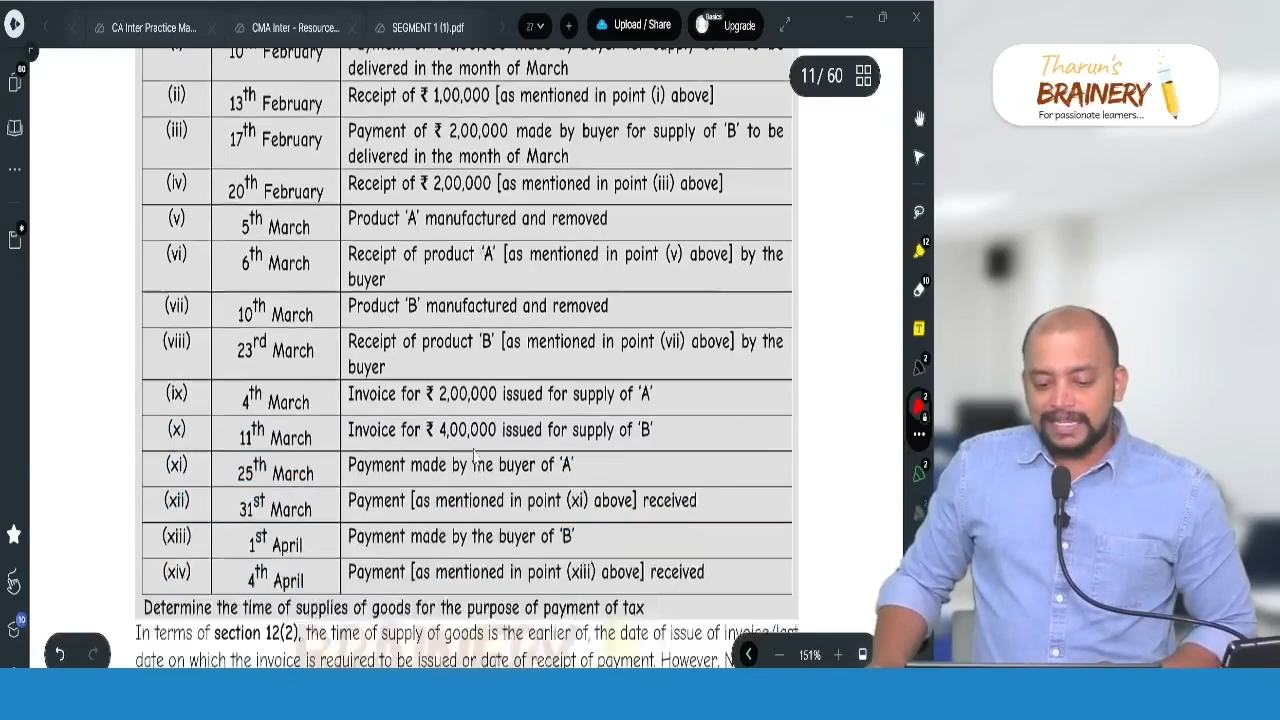 CA Inter Practice Ma...
CMA Inter - Resource...
SEGMENT 1 (1).pdf
27
Upload / Share
Basics
Upgrade
11/ 60
Tharun's
BRAINERY
For passionate learners...
10th February
delivered in the month of March
(ii) 13th February Receipt of ₹ 1,00,000 [as mentioned in point (i) above]
(iii) 17th February Payment of ₹ 2,00,000 made by buyer for supply of 'B' to be
delivered in the month of March
(iv) 20th February Receipt of ₹ 2,00,000 [as mentioned in point (iii) above]
(v) 5th March Product 'A' manufactured and removed
(vi) 6th March Receipt of product 'A' [as mentioned in point (v) above] by the
buyer
(vii) 10th March Product 'B' manufactured and removed
(viii) 23rd March Receipt of product 'B' [as mentioned in point (vii) above] by the
buyer
(ix) 4th March Invoice for ₹ 2,00,000 issued for supply of 'A'
(x) 11th March Invoice for ₹ 4,00,000 issued for supply of 'B'
(xi) 25th March Payment made by the buyer of 'A'
(xii) 31st March Payment [as mentioned in point (xi) above] received
(xiii) 1st April Payment made by the buyer of 'B'
(xiv) 4th April Payment [as mentioned in point (xiii) above] received
Determine the time of supplies of goods for the purpose of payment of tax
In terms of section 12(2), the time of supply of goods is the earlier of, the date of issue of invoice/last
date on which the invoice is required to be issued or date of receipt of payment. However,
151%